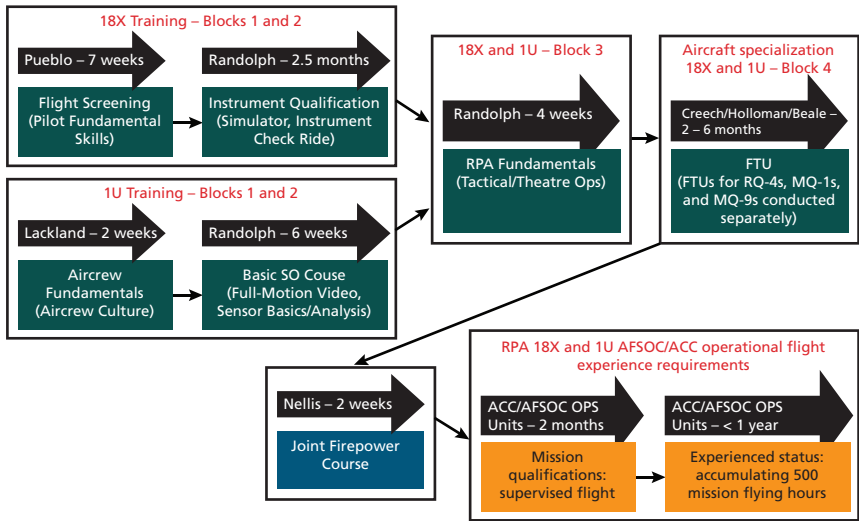 18X Training – Blocks 1 and 2
Pueblo – 7 weeks
Randolph – 2.5 months
Flight Screening
(Pilot Fundamental
Skills)
Instrument Qualification
(Simulator, Instrument
Check Ride)
1U Training – Blocks 1 and 2
Lackland – 2 weeks
Randolph – 6 weeks
Aircrew
Fundamentals
(Aircrew Culture)
Basic SO Couse
(Full-Motion Video,
Sensor Basics/Analysis)
18X and 1U – Block 3
Randolph – 4 weeks
RPA Fundamentals
(Tactical/Theatre Ops)
Aircraft specialization
18X and 1U – Block 4
Creech/Holloman/Beale –
2 – 6 months
FTU
(FTUs for RQ-4s, MQ-1s,
and MQ-9s conducted
separately)
Nellis – 2 weeks
Joint Firepower
Course
RPA 18X and 1U AFSOC/ACC operational flight
experience requirements
ACC/AFSOC OPS
Units – 2 months
ACC/AFSOC OPS
Units – < 1 year
Mission
qualifications:
supervised flight
Experienced status:
accumulating 500
mission flying hours